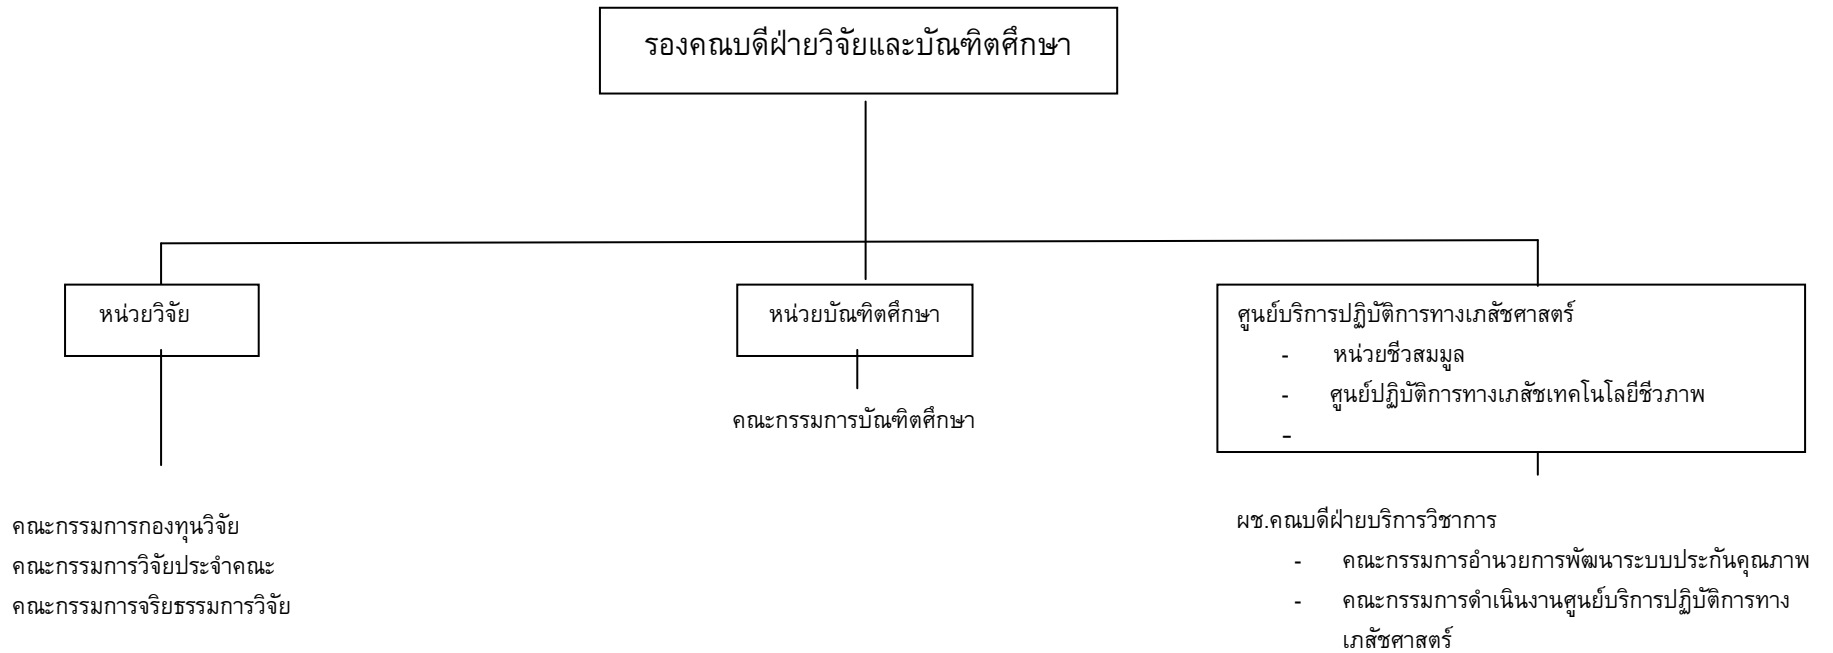 รองคณบดีฝ่ายวิจัยและบัณฑิตศึกษา
หน่วยวิจัย
หน่วยบัณฑิตศึกษา
ศูนย์บริการปฏิบัติการทางเภสัชศาสตร์
- หน่วยชีวสมมูล
- ศูนย์ปฏิบัติการทางเภสัชเทคโนโลยีชีวภาพ
-
คณะกรรมการบัณฑิตศึกษา
คณะกรรมการกองทุนวิจัย
คณะกรรมการวิจัยประจำคณะ
คณะกรรมการจริยธรรมการวิจัย
ผช.คณบดีฝ่ายบริการวิชาการ
- คณะกรรมการอำนวยการพัฒนาระบบประกันคุณภาพ
- คณะกรรมการดำเนินงานศูนย์บริการปฏิบัติการทาง
เภสัชศาสตร์